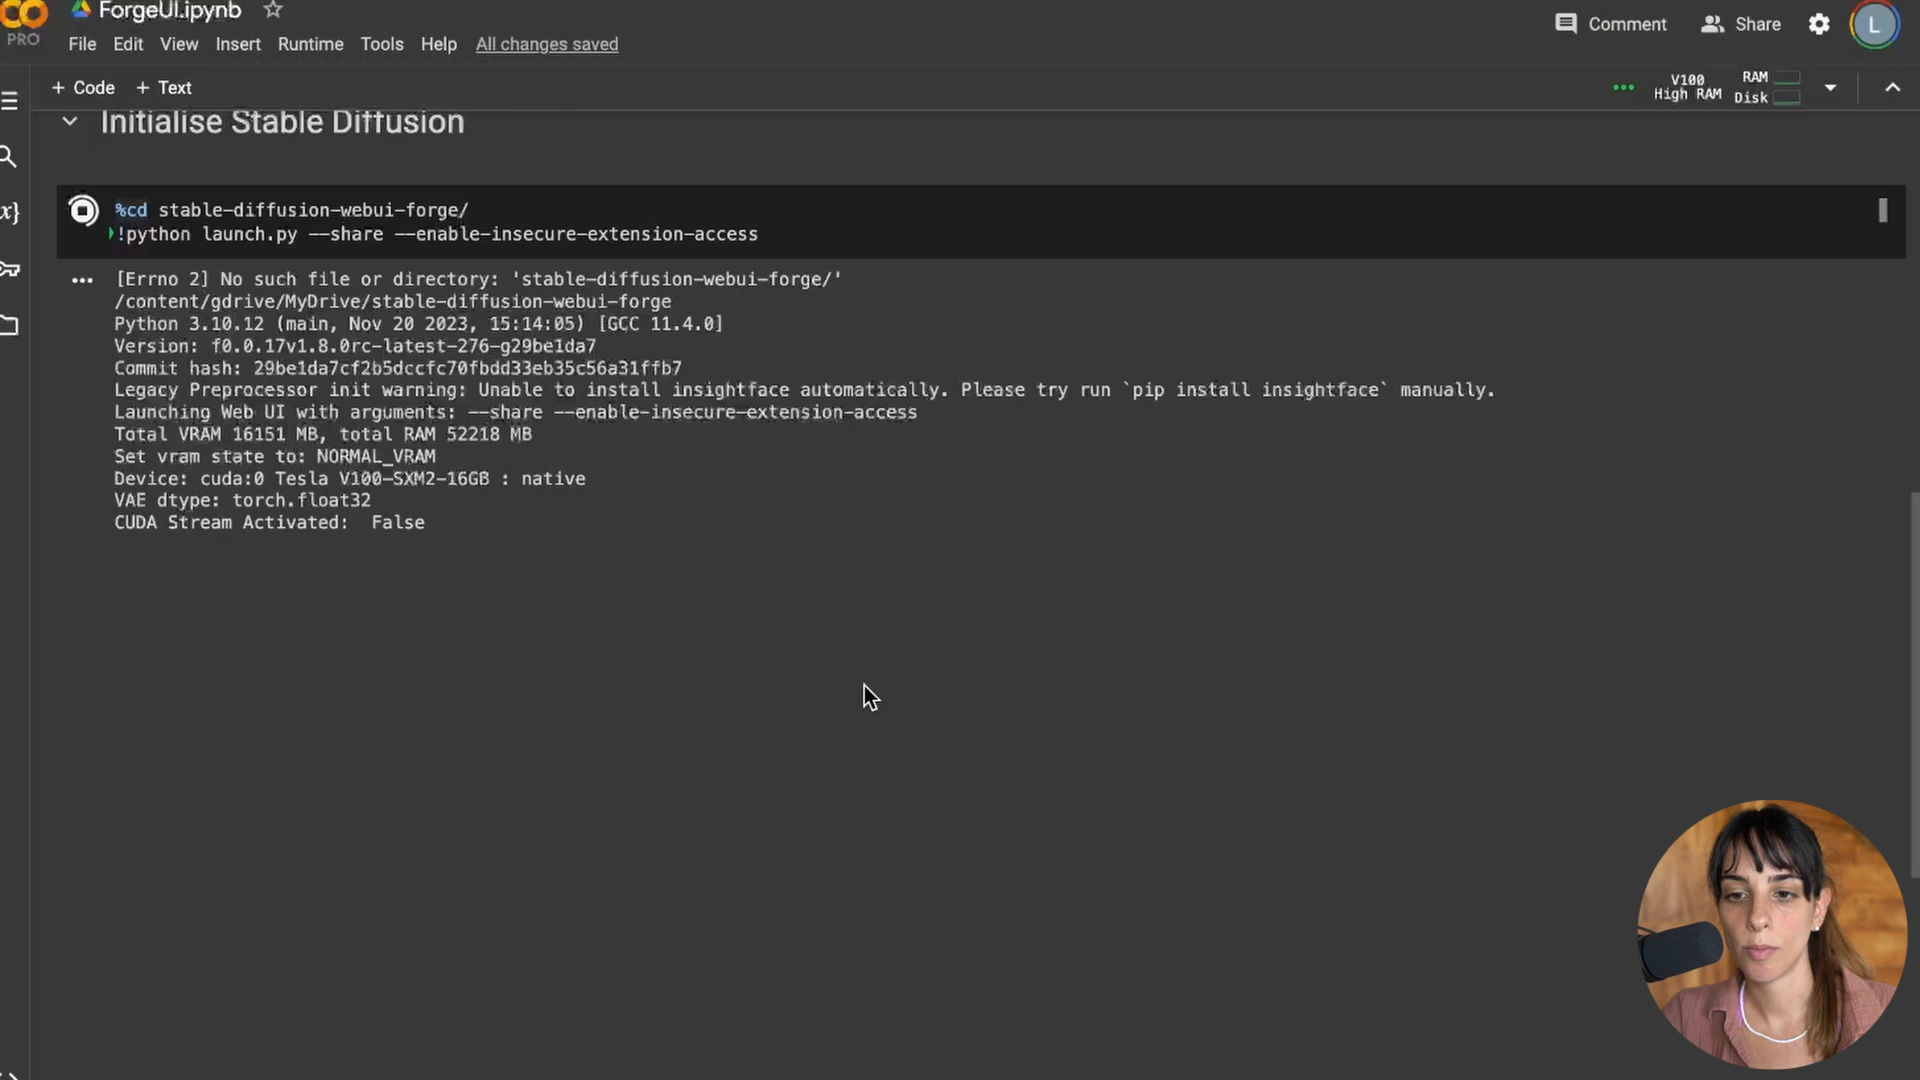 ForgeUI.ipynb
PRO
File Edit View Insert Runtime Tools Help All changes saved
Comment Share
L
+ Code + Text
V100
High RAM
RAM
Disk
Initialise Stable Diffusion
{x}
%cd stable-diffusion-webui-forge/
!python launch.py --share --enable-insecure-extension-access
[Errno 2] No such file or directory: 'stable-diffusion-webui-forge/'
/content/gdrive/MyDrive/stable-diffusion-webui-forge
Python 3.10.12 (main, Nov 20 2023, 15:14:05) [GCC 11.4.0]
Version: f0.0.17v1.8.0rc-latest-276-g29be1da7
Commit hash: 29be1da7cf2b5dccfc70fbdd33eb35c56a31ffb7
Legacy Preprocessor init warning: Unable to install insightface automatically. Please try run `pip install insightface` manually.
Launching Web UI with arguments: --share --enable-insecure-extension-access
Total VRAM 16151 MB, total RAM 52218 MB
Set vram state to: NORMAL_VRAM
Device: cuda:0 Tesla V100-SXM2-16GB : native
VAE dtype: torch.float32
CUDA Stream Activated:  False